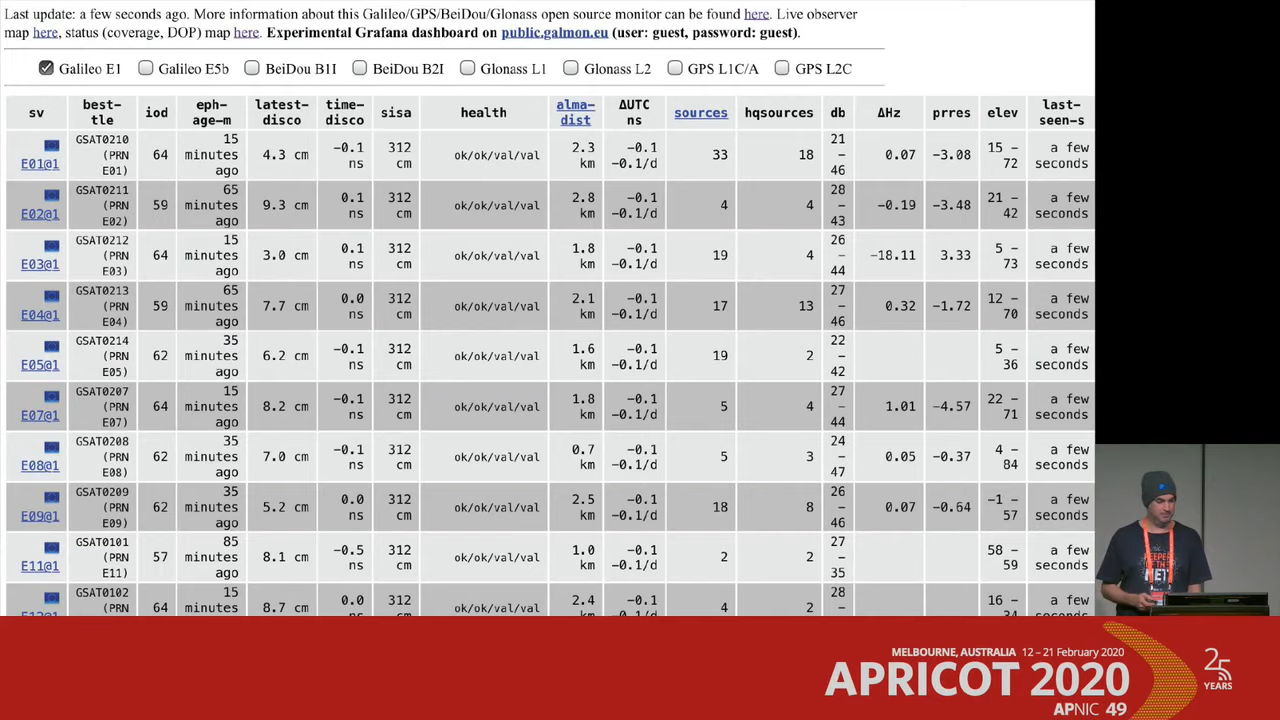 Last update: a few seconds ago. More information about this Galileo/GPS/BeiDou/Glonass open source monitor can be found here. Live observer
map here, status (coverage, DOP) map here. Experimental Grafana dashboard on public.galmon.eu (user: guest, password: guest).
Galileo E1 Galileo E5b BeiDou B1I BeiDou B2I Glonass L1 Glonass L2 GPS L1C/A GPS L2C
sv best-tle iod eph-age-m latest-disco time-disco sisa health alma-dist ΔUTC ns sources hqsources db ΔHz prres elev last-seen-s
E01@1 GSAT0210 (PRN E01) 64 15 minutes ago 4.3 cm −0.1 ns 312 cm ok/ok/val/val 2.3 km −0.1 −0.1/d 33 18 21 − 46 0.07 −3.08 15 − 72 a few seconds
E02@1 GSAT0211 (PRN E02) 59 65 minutes ago 9.3 cm 0.1 ns 312 cm ok/ok/val/val 2.8 km −0.1 −0.1/d 4 4 28 − 43 −0.19 −3.48 21 − 42 a few seconds
E03@1 GSAT0212 (PRN E03) 64 15 minutes ago 3.0 cm 0.1 ns 312 cm ok/ok/val/val 1.8 km −0.1 −0.1/d 19 4 26 − 44 −18.11 3.33 5 − 73 a few seconds
E04@1 GSAT0213 (PRN E04) 59 65 minutes ago 7.7 cm 0.0 ns 312 cm ok/ok/val/val 2.1 km −0.1 −0.1/d 17 13 27 − 46 0.32 −1.72 12 − 70 a few seconds
E05@1 GSAT0214 (PRN E05) 62 35 minutes ago 6.2 cm −0.1 ns 312 cm ok/ok/val/val 1.6 km −0.1 −0.1/d 19 2 22 − 42 5 − 36 a few seconds
E07@1 GSAT0207 (PRN E07) 64 15 minutes ago 8.2 cm −0.1 ns 312 cm ok/ok/val/val 1.8 km −0.1 −0.1/d 5 4 27 − 44 1.01 −4.57 22 − 71 a few seconds
E08@1 GSAT0208 (PRN E08) 62 35 minutes ago 7.0 cm −0.1 ns 312 cm ok/ok/val/val 0.7 km −0.1 −0.1/d 5 3 24 − 47 0.05 −0.37 4 − 84 a few seconds
E09@1 GSAT0209 (PRN E09) 62 35 minutes ago 5.2 cm 0.0 ns 312 cm ok/ok/val/val 2.5 km −0.1 −0.1/d 18 8 26 − 46 0.07 −0.64 −1 − 57 a few seconds
E11@1 GSAT0101 (PRN E11) 57 85 minutes ago 8.1 cm −0.5 ns 312 cm ok/ok/val/val 1.0 km −0.1 −0.1/d 2 2 27 − 35 58 − 59 a few seconds
GSAT0102 (PRN 64 15 minutes 8.7 cm 0.0 ns 312 cm ok/ok/val/val 2.4 km −0.1 −0.1/d 4 2 28 − 16 − a few seconds
KEEPER
OF THE
NET
MELBOURNE, AUSTRALIA 12 – 21 February 2020
APRICOT 2020
APNIC 49
25
YEARS